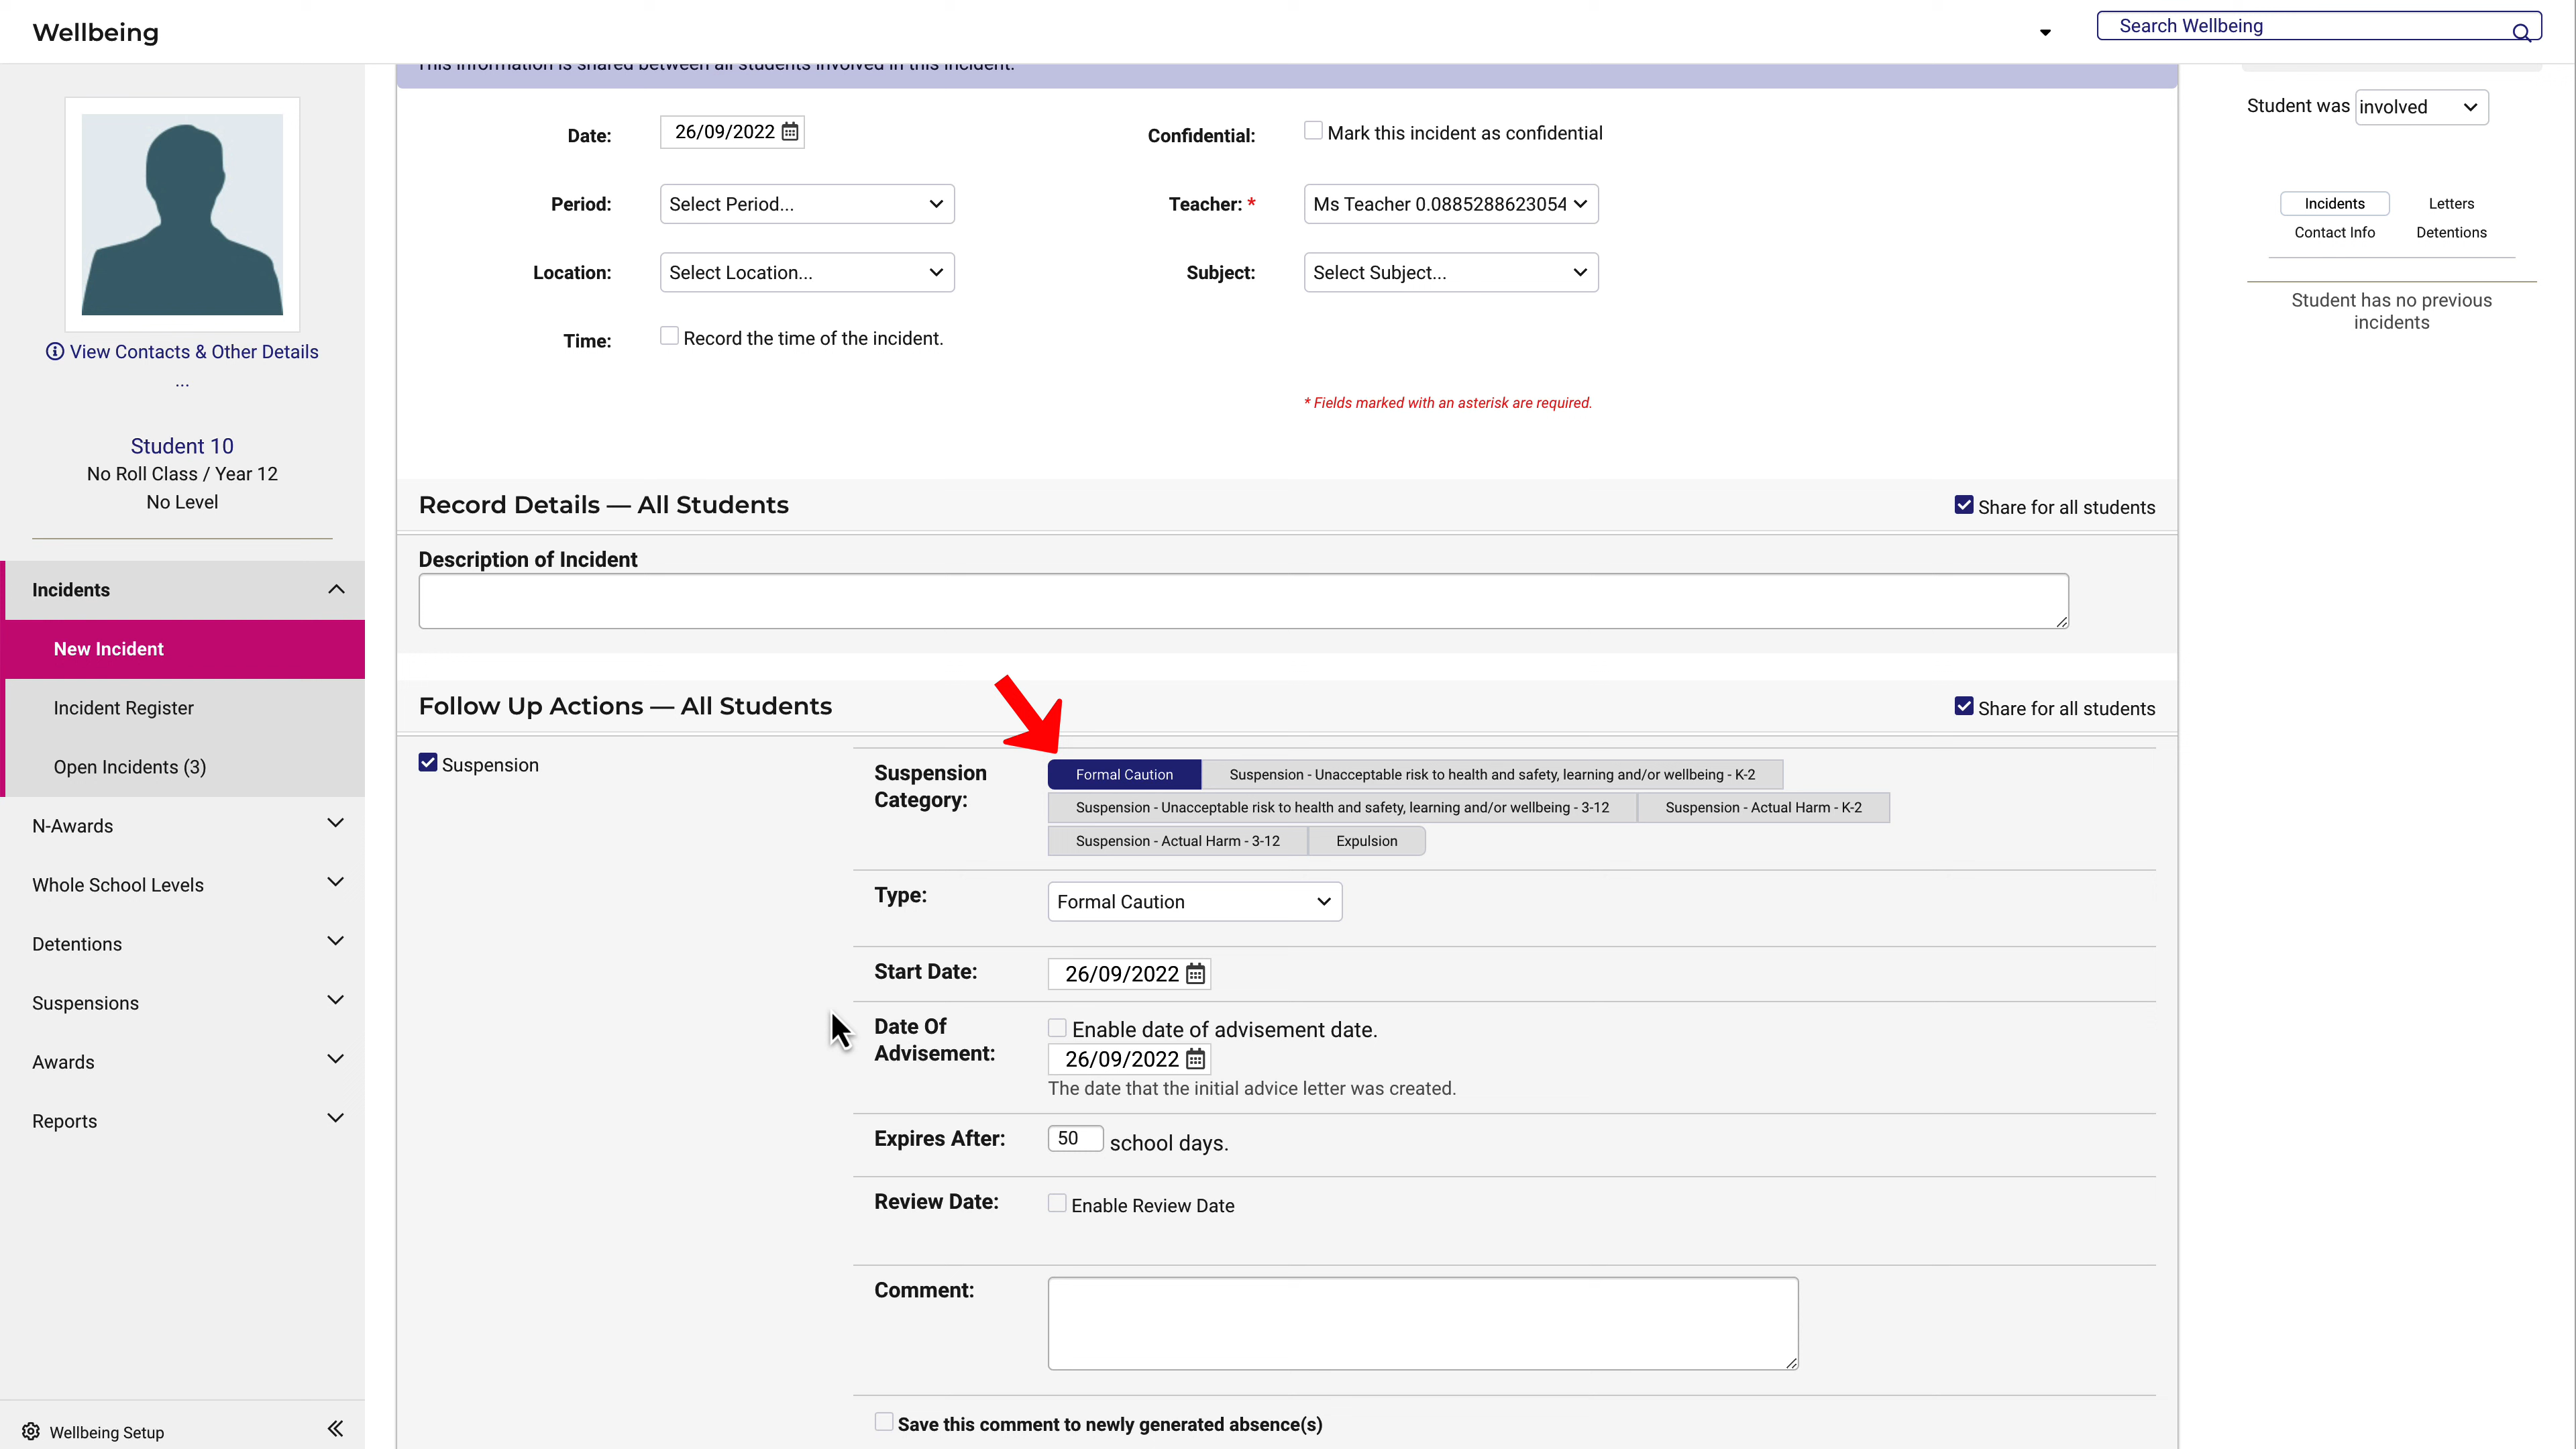 Wellbeing
Search Wellbeing
This information is shared between all students involved in this incident.
Student was involved
Date: 26/09/2022
Confidential: Mark this incident as confidential
Period: Select Period...
Teacher: * Ms Teacher 0.0885288623054
Location: Select Location...
Subject: Select Subject...
Time: Record the time of the incident.
* Fields marked with an asterisk are required.
Incidents Letters
Contact Info Detentions
Student has no previous
incidents
View Contacts & Other Details
...
Student 10
No Roll Class / Year 12
No Level
Incidents
New Incident
Incident Register
Open Incidents (3)
N-Awards
Whole School Levels
Detentions
Suspensions
Awards
Reports
Wellbeing Setup
Record Details — All Students
Share for all students
Description of Incident
Follow Up Actions — All Students
Share for all students
Suspension
Suspension
Category:
Formal Caution Suspension - Unacceptable risk to health and safety, learning and/or wellbeing - K-2
Suspension - Unacceptable risk to health and safety, learning and/or wellbeing - 3-12 Suspension - Actual Harm - K-2
Suspension - Actual Harm - 3-12 Expulsion
Type: Formal Caution
Start Date: 26/09/2022
Date Of
Advisement:
Enable date of advisement date.
26/09/2022
The date that the initial advice letter was created.
Expires After: 50 school days.
Review Date: Enable Review Date
Comment:
Save this comment to newly generated absence(s)